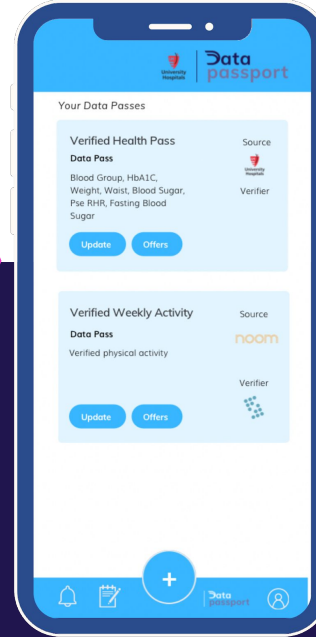 University
Hospitals
Data
passport
Your Data Passes
Verified Health Pass
Source
Data Pass
University
Hospitals
Blood Group, HbA1C,
Weight, Waist, Blood Sugar,
Verifier
Pse RHR, Fasting Blood
Sugar
Update
Offers
Verified Weekly Activity
Source
Data Pass
noom
Verified physical activity
Verifier
Update
Offers
+
Data
passport